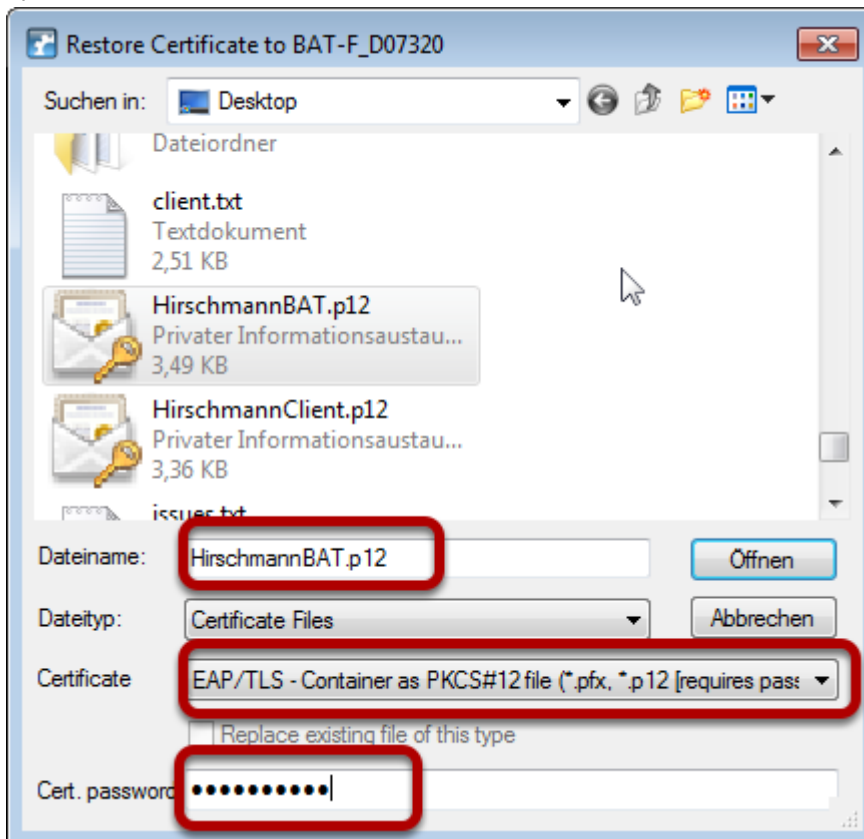 Restore Certificate to BAT-F_D07320
Suchen in:
Desktop
Dateiordner
client.txt
Textdokument
2,51 KB
HirschmannBAT.p12
Privater Informationsaustau...
3,49 KB
HirschmannClient.p12
Privater Informationsaustau...
3,36 KB
issues.txt
Dateiname:
HirschmannBAT.p12
Öffnen
Dateityp:
Certificate Files
Abbrechen
Certificate
EAP/TLS - Container as PKCS#12 file (*.pfx, *.p12 [requires pass
Replace existing file of this type
Cert. password
●●●●●●●●●●